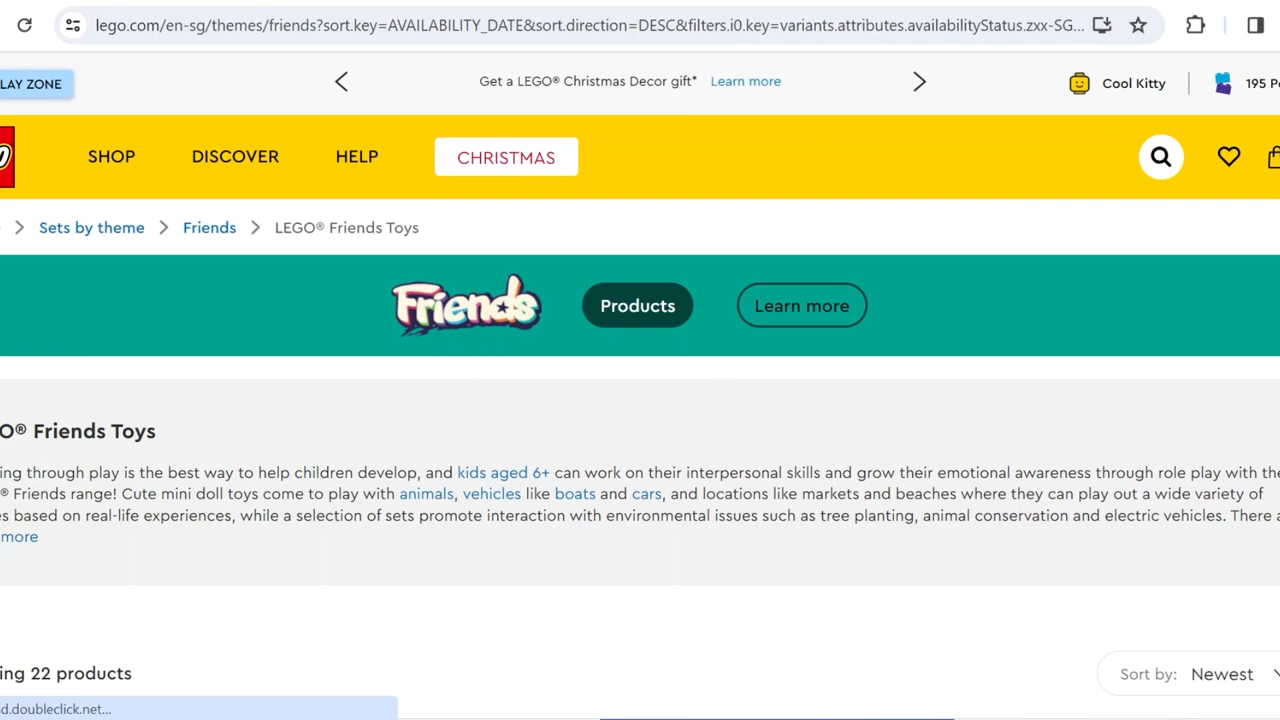 lego.com/en-sg/themes/friends?sort.key=AVAILABILITY_DATE&sort.direction=DESC&filters.i0.key=variants.attributes.availabilityStatus.zxx-SG...
LAY ZONE
Get a LEGO® Christmas Decor gift* Learn more
Cool Kitty
195 Po
SHOP DISCOVER HELP CHRISTMAS
Sets by theme Friends LEGO® Friends Toys
Friends Products Learn more
O® Friends Toys
ing through play is the best way to help children develop, and kids aged 6+ can work on their interpersonal skills and grow their emotional awareness through role play with the
® Friends range! Cute mini doll toys come to play with animals, vehicles like boats and cars, and locations like markets and beaches where they can play out a wide variety of
es based on real-life experiences, while a selection of sets promote interaction with environmental issues such as tree planting, animal conservation and electric vehicles. There a
more
ing 22 products
Sort by: Newest
d.doubleclick.net...